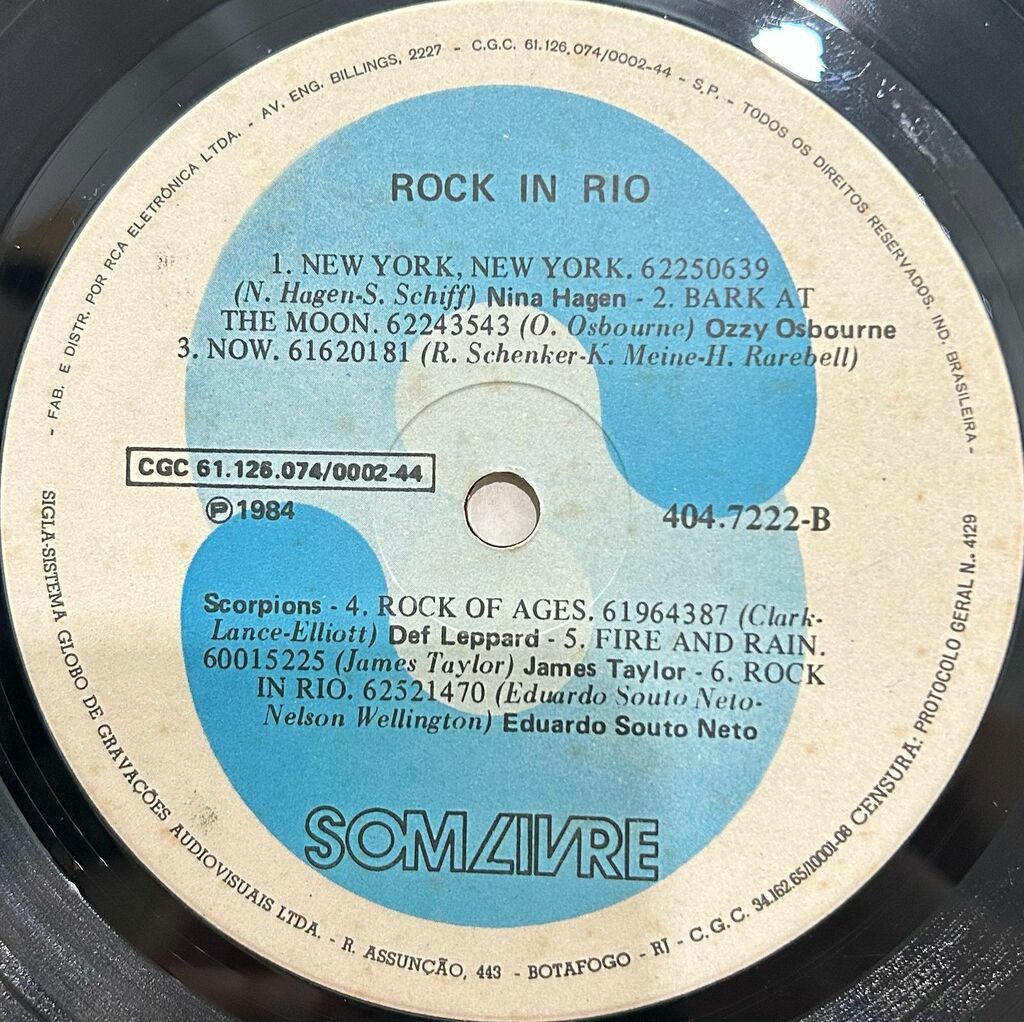 - FAB. E DISTR. POR RCA ELETRÔNICA LTDA. - AV. ENG. BILLINGS, 2227 - C.G.C. 61.126.074/0002-44 - S.P. - TODOS OS DIREITOS RESERVADOS. IND. BRASILEIRA -
ROCK IN RIO
1. NEW YORK, NEW YORK. 62250639
(N. Hagen-S. Schiff) Nina Hagen - 2. BARK AT
THE MOON. 62243543 (O. Osbourne) Ozzy Osbourne
3. NOW. 61620181 (R. Schenker-K. Meine-H. Rarebell)
CGC 61.126.074/0002-44
Ⓟ1984
404.7222-B
Scorpions - 4. ROCK OF AGES. 61964387 (Clark-
Lance-Elliott) Def Leppard - 5. FIRE AND RAIN.
60015225 (James Taylor) James Taylor - 6. ROCK
IN RIO. 62521470 (Eduardo Souto Neto-
Nelson Wellington) Eduardo Souto Neto
SOM LIVRE
SIGLA-SISTEMA GLOBO DE GRAVAÇÕES AUDIOVISUAIS LTDA. - R. ASSUNÇÃO, 443 - BOTAFOGO - RJ - C.G.C. 34.162.651/0001-08 CENSURA: PROTOCOLO GERAL N.. 4129